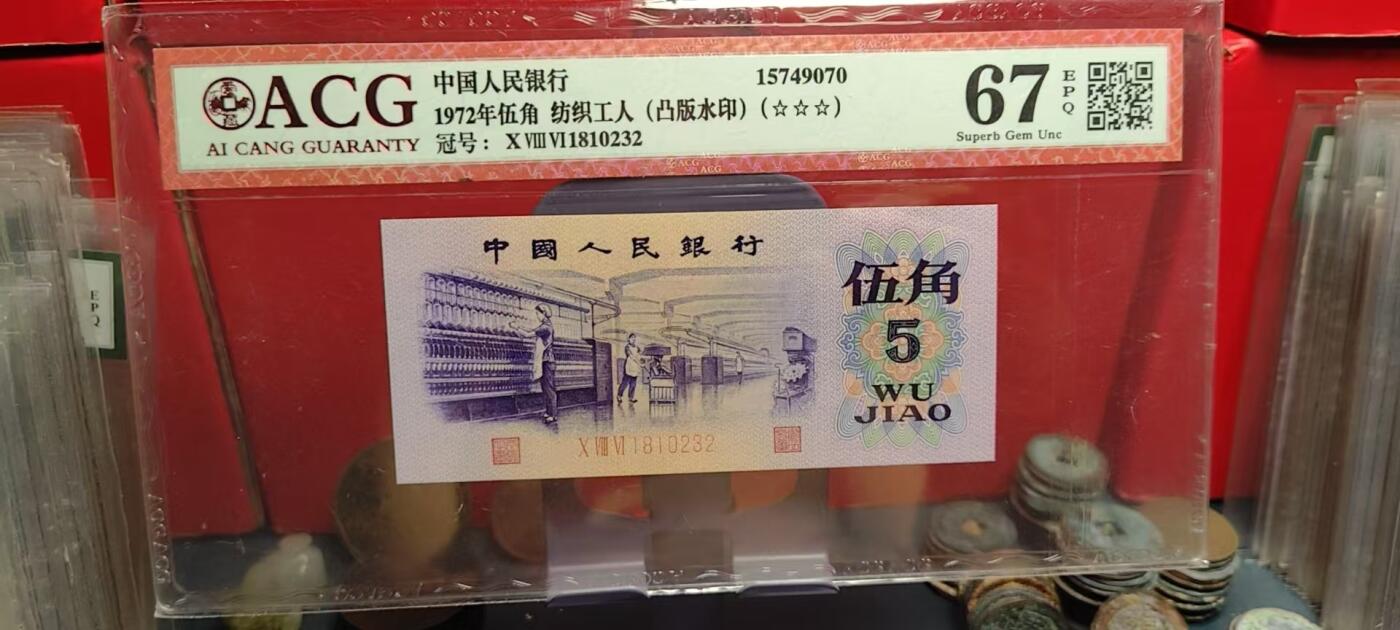 ACG
AI CANG GUARANTY
中国人民银行
15749070
1972年伍角 纺织工人（凸版水印）（☆☆☆）
冠号：ⅩⅧⅥ1810232
67
EPQ
Superb Gem Unc
中國人民銀行
伍角
5
WU
JIAO
ⅩⅧⅥ1810232
EPQ